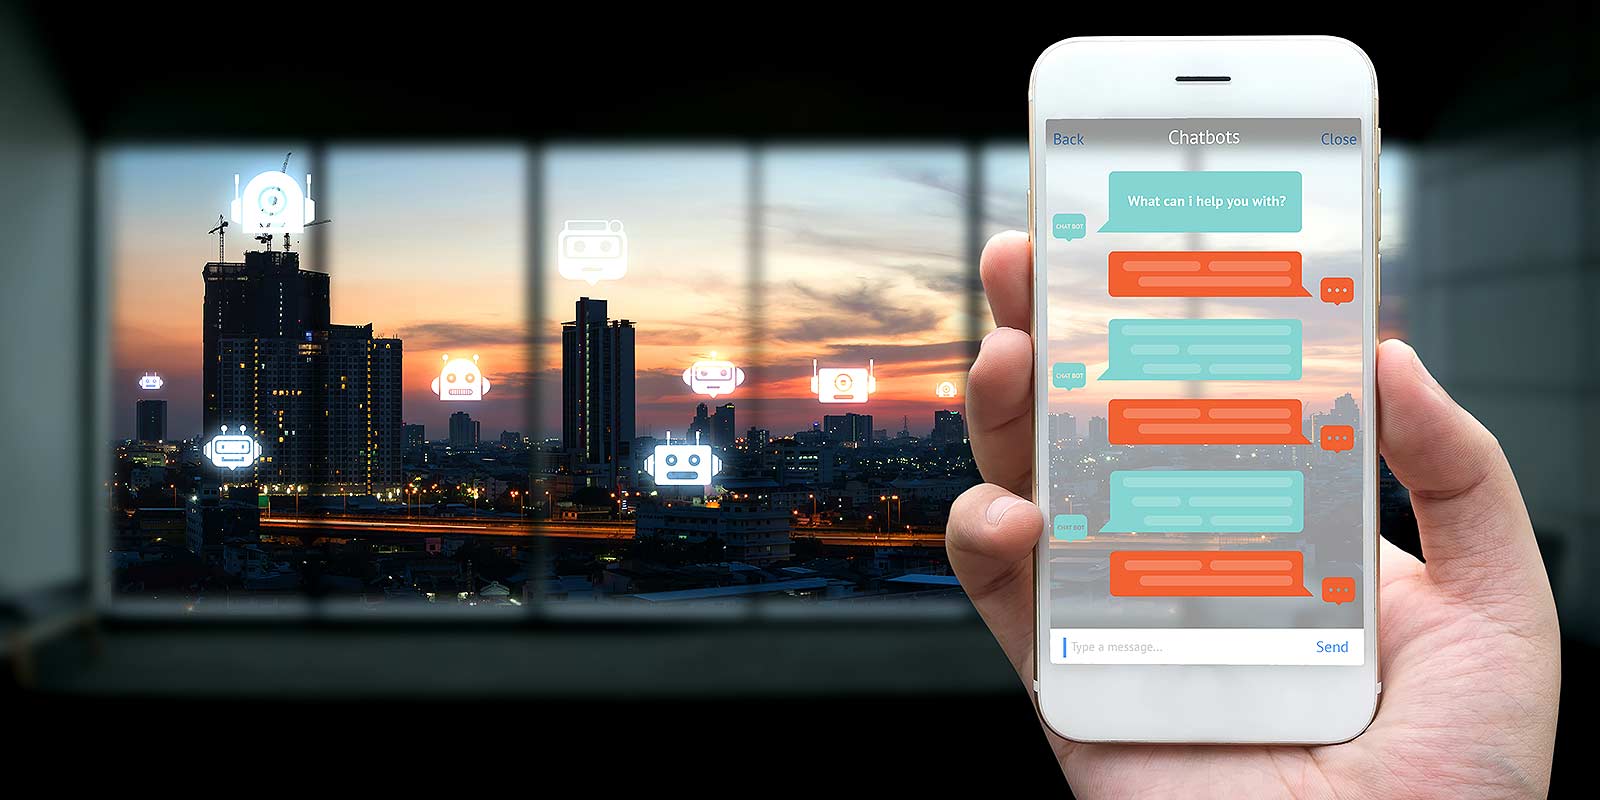 Back
Chatbots
Close
What can i help you with?
CHAT BOT
CHAT BOT
CHAT BOT
Type a message...
Send